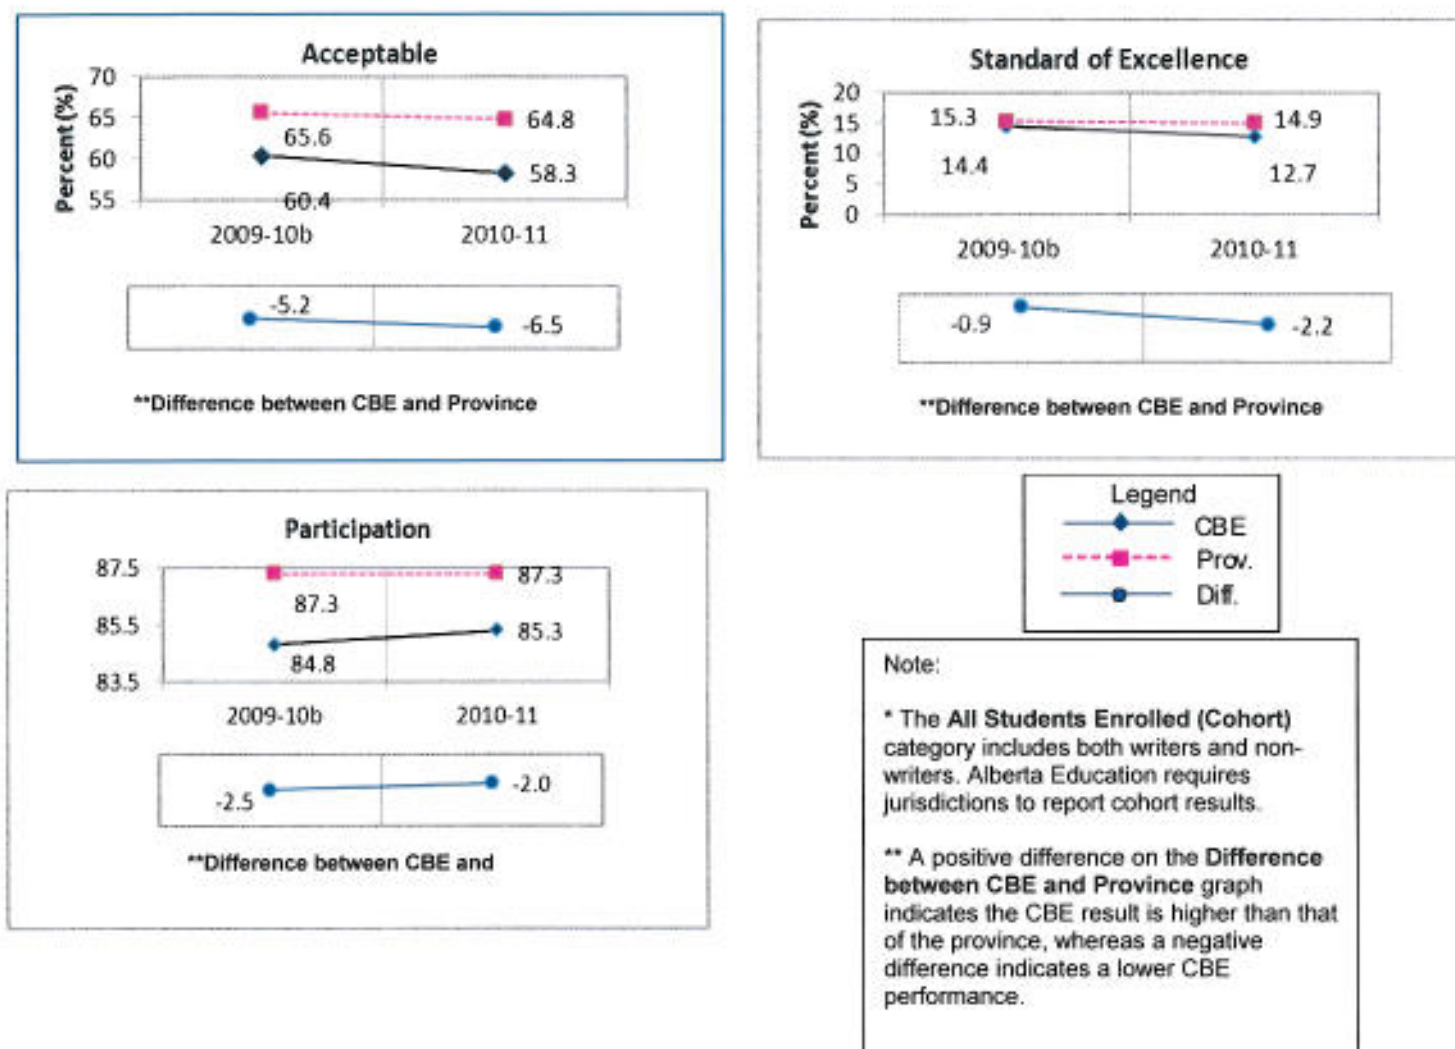 Acceptable
Percent (%)
70
65
60
55
65.6
64.8
60.4
58.3
2009-10b 2010-11
-5.2
-6.5
**Difference between CBE and Province
Standard of Excellence
Percent (%)
20
15
10
5
0
15.3
14.9
14.4
12.7
2009-10b 2010-11
-0.9
-2.2
**Difference between CBE and Province
Participation
87.5
85.5
83.5
87.3
87.3
84.8
85.3
2009-10b 2010-11
-2.5
-2.0
**Difference between CBE and
Legend
CBE
Prov.
Diff.
Note:
* The All Students Enrolled (Cohort)
category includes both writers and non-
writers. Alberta Education requires
jurisdictions to report cohort results.
** A positive difference on the Difference
between CBE and Province graph
indicates the CBE result is higher than that
of the province, whereas a negative
difference indicates a lower CBE
performance.